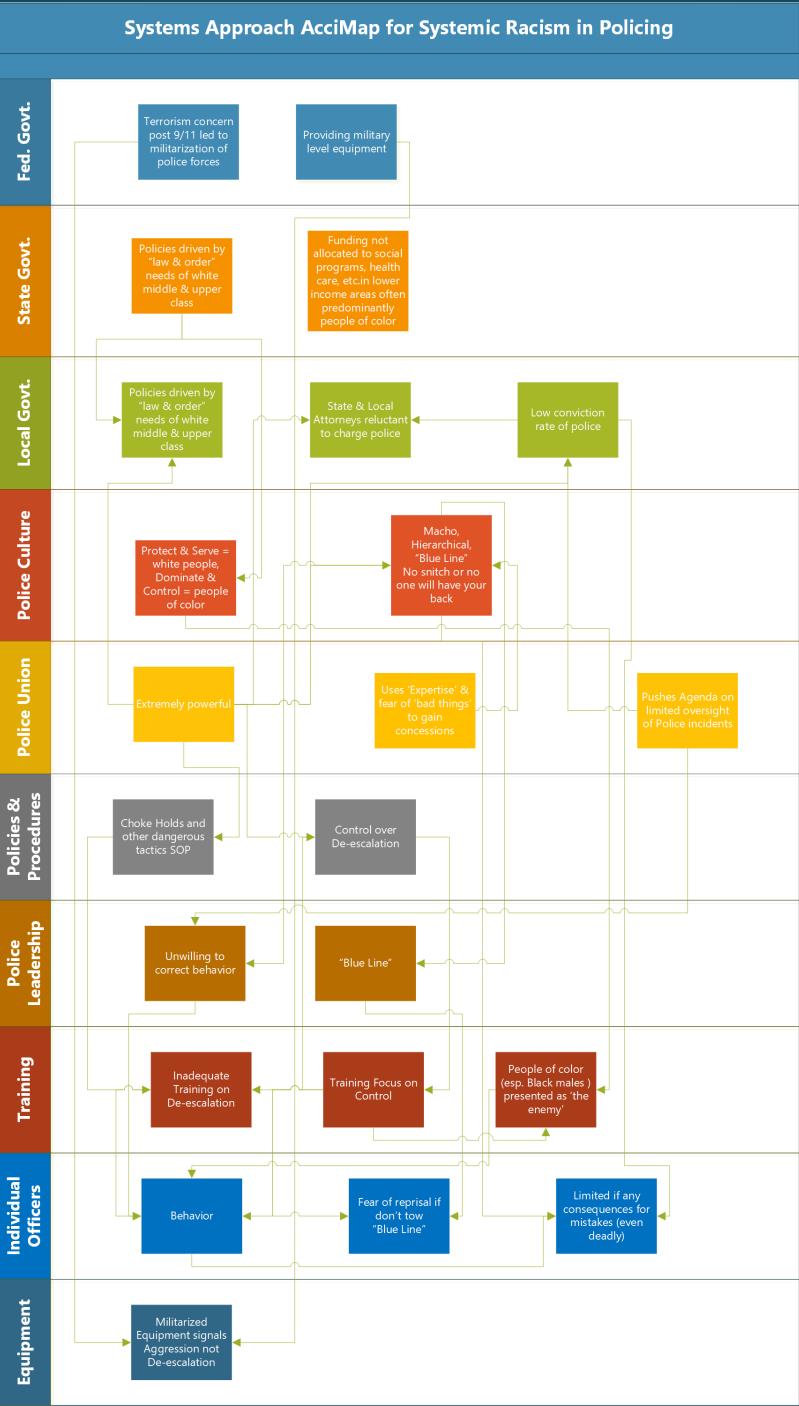 Systems Approach AcciMap for Systemic Racism in Policing
Fed. Govt.
Terrorism concern
post 9/11 led to
militarization of
police forces
Providing military
level equipment
State Govt.
Policies driven by
"law & order"
needs of white
middle & upper
class
Funding not
allocated to social
programs, health
care, etc.in lower
income areas often
predominantly
people of color
Local Govt.
Policies driven by
"law & order"
needs of white
middle & upper
class
State & Local
Attorneys reluctant
to charge police
Low conviction
rate of police
Police Culture
Protect & Serve =
white people,
Dominate &
Control = people
of color
Macho,
Hierarchical,
"Blue Line"
No snitch or no
one will have your
back
Police Union
Extremely powerful
Uses 'Expertise' &
fear of 'bad things'
to gain
concessions
Pushes Agenda on
limited oversight
of Police incidents
Policies &
Procedures
Choke Holds and
other dangerous
tactics SOP
Control over
De-escalation
Police
Leadership
Unwilling to
correct behavior
"Blue Line"
Training
Inadequate
Training on
De-escalation
Training Focus on
Control
People of color
(esp. Black males )
presented as 'the
enemy'
Individual
Officers
Behavior
Fear of reprisal if
don't tow
"Blue Line"
Limited if any
consequences for
mistakes (even
deadly)
Equipment
Militarized
Equipment signals
Aggression not
De-escalation